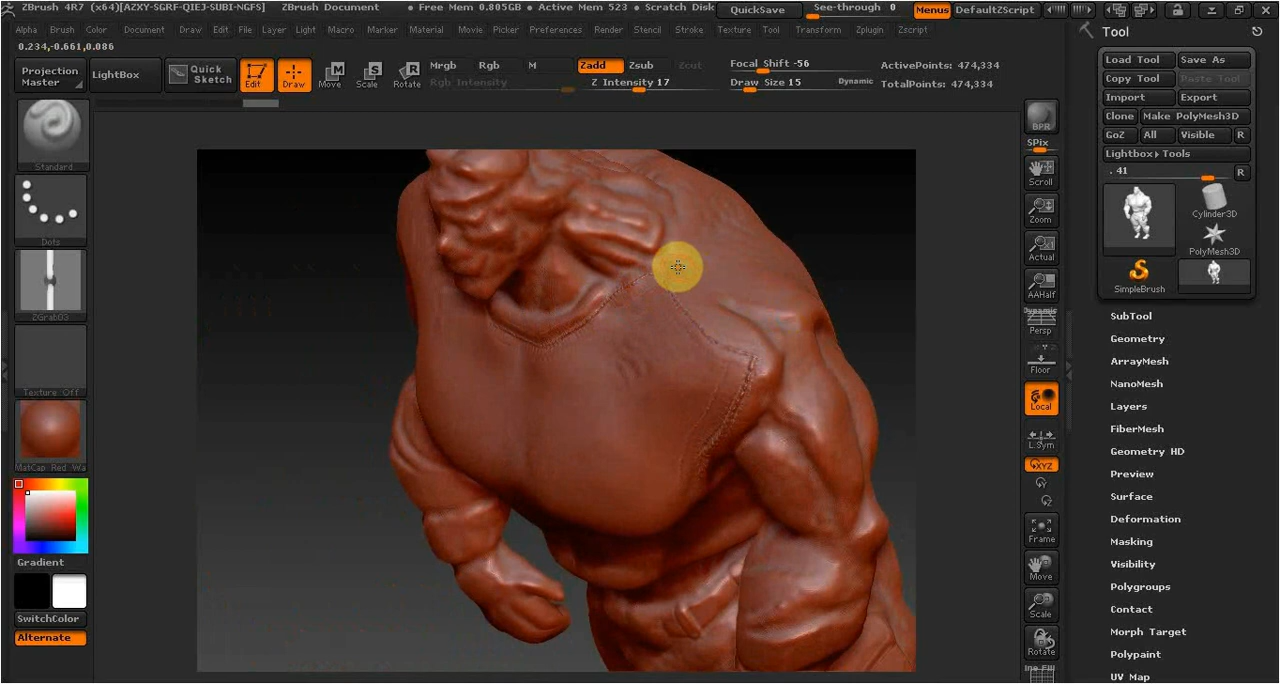 ZBrush 4R7 (x64)[AZXY-SGRF-QIEJ-SUBI-NGFS] ZBrush Document • Free Mem 0.805GB • Active Mem 523 • Scratch Disk QuickSave See-through 0 Menus DefaultZScript
Alpha Brush Color Document Draw Edit File Layer Light Macro Marker Material Movie Picker Preferences Render Stencil Stroke Texture Tool Transform Zplugin Zscript
Tool
0.234,-0.661,0.086
Projection Master
LightBox
Quick Sketch
Edit
Draw
Move
Scale
Rotate
Mrgb Rgb M
Rgb Intensity
Zadd Zsub Zcut
Z Intensity 17
Focal Shift -56
Draw Size 15 Dynamic
ActivePoints: 474,334
TotalPoints: 474,334
Standard
Dots
ZGrab03
Texture Off
MatCap Red Wa
Gradient
SwitchColor
Alternate
BPR
SPix
Scroll
Zoom
Actual
AAHalf
Dynamic
Persp
Floor
Local
L.Sym
XYZ
Y
Z
Frame
Move
Scale
Rotate
Line Fill
Load Tool Save As
Copy Tool Paste Tool
Import Export
Clone Make PolyMesh3D
GoZ All Visible R
Lightbox▸Tools
. 41 R
Cylinder3D
PolyMesh3D
SimpleBrush
SubTool
Geometry
ArrayMesh
NanoMesh
Layers
FiberMesh
Geometry HD
Preview
Surface
Deformation
Masking
Visibility
Polygroups
Contact
Morph Target
Polypaint
UV Map